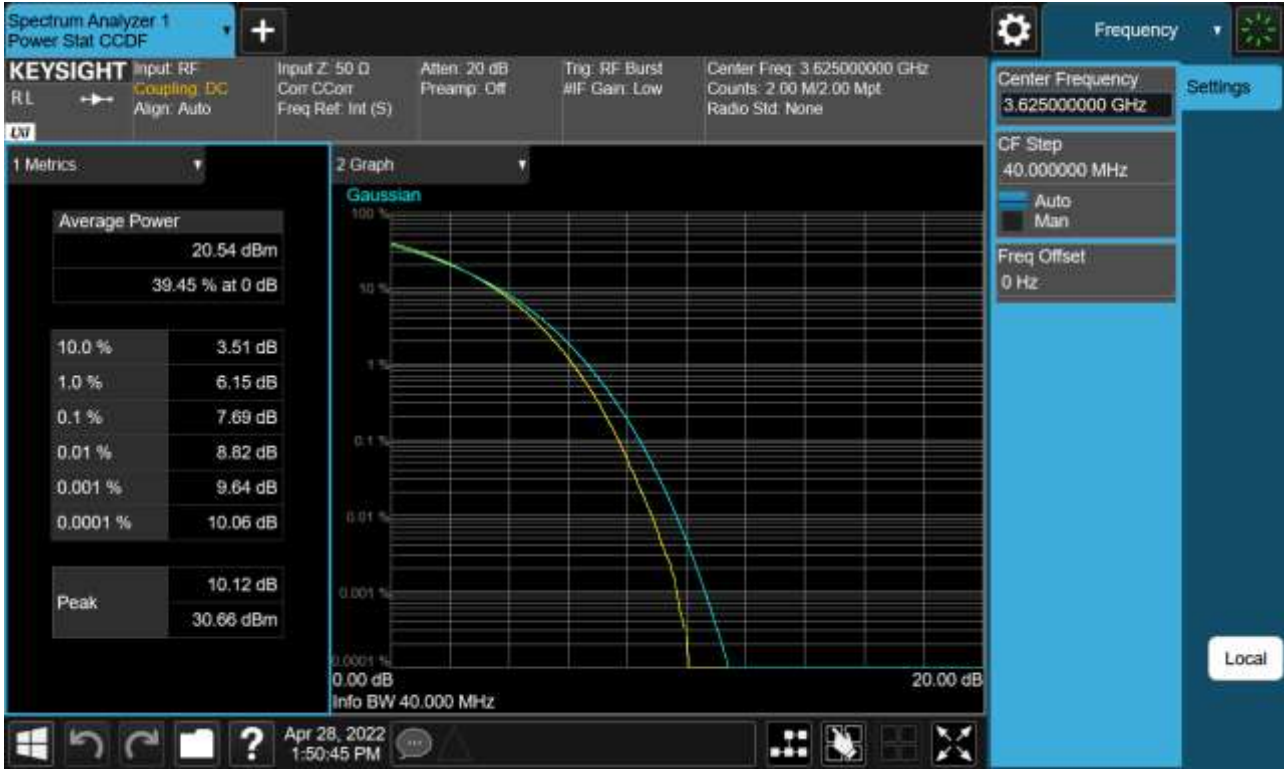 Spectrum Analyzer 1
Power Stat CCDF
+
Frequency
KEYSIGHT
RL
LXI
Input: RF
Coupling: DC
Align: Auto
Input Z: 50 Ω
Corr CCorr
Freq Ref: Int (S)
Atten: 20 dB
Preamp: Off
Trig: RF Burst
#IF Gain: Low
Center Freq: 3.625000000 GHz
Counts: 2.00 M/2.00 Mpt
Radio Std: None
Center Frequency
3.625000000 GHz
Settings
CF Step
40.000000 MHz
Auto
Man
Freq Offset
0 Hz
Local
1 Metrics
Average Power
20.54 dBm
39.45 % at 0 dB
10.0 % 3.51 dB
1.0 % 6.15 dB
0.1 % 7.69 dB
0.01 % 8.82 dB
0.001 % 9.64 dB
0.0001 % 10.06 dB
Peak
10.12 dB
30.66 dBm
2 Graph
Gaussian
100 %
10 %
1 %
0.1 %
0.01 %
0.001 %
0.0001 %
0.00 dB
20.00 dB
Info BW 40.000 MHz
?
Apr 28, 2022
1:50:45 PM